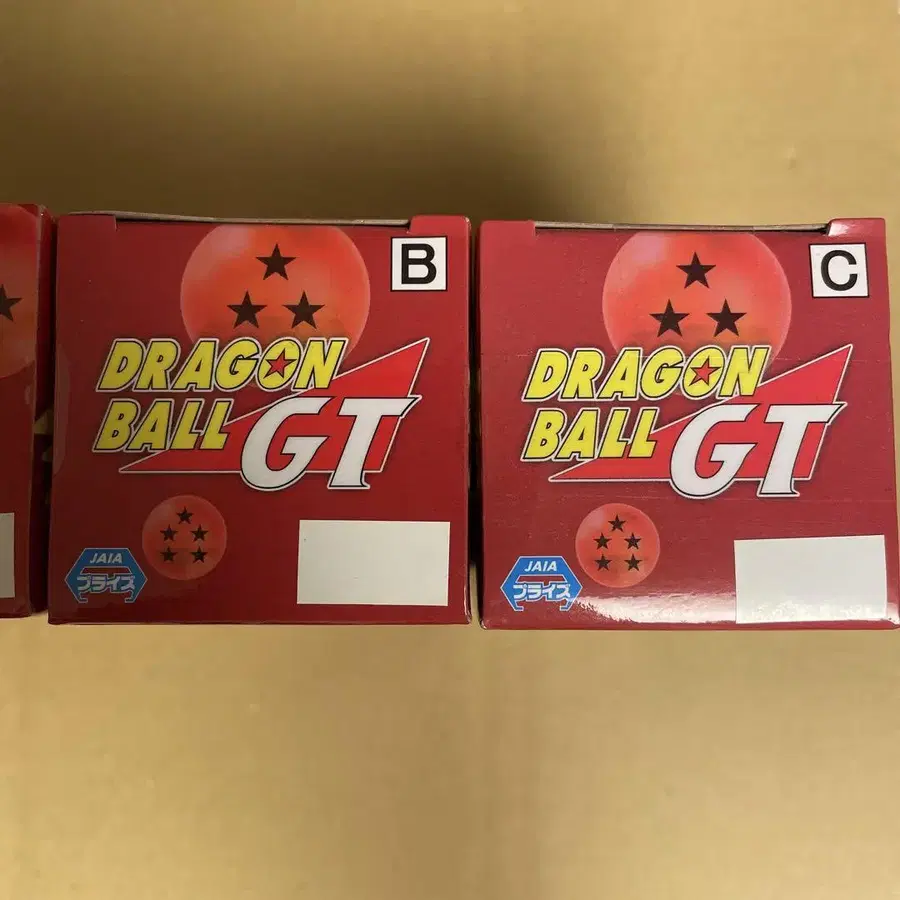 B
DRAGON
BALL GT
JAIA
プライズ
C
DRAGON
BALL GT
JAIA
プライズ